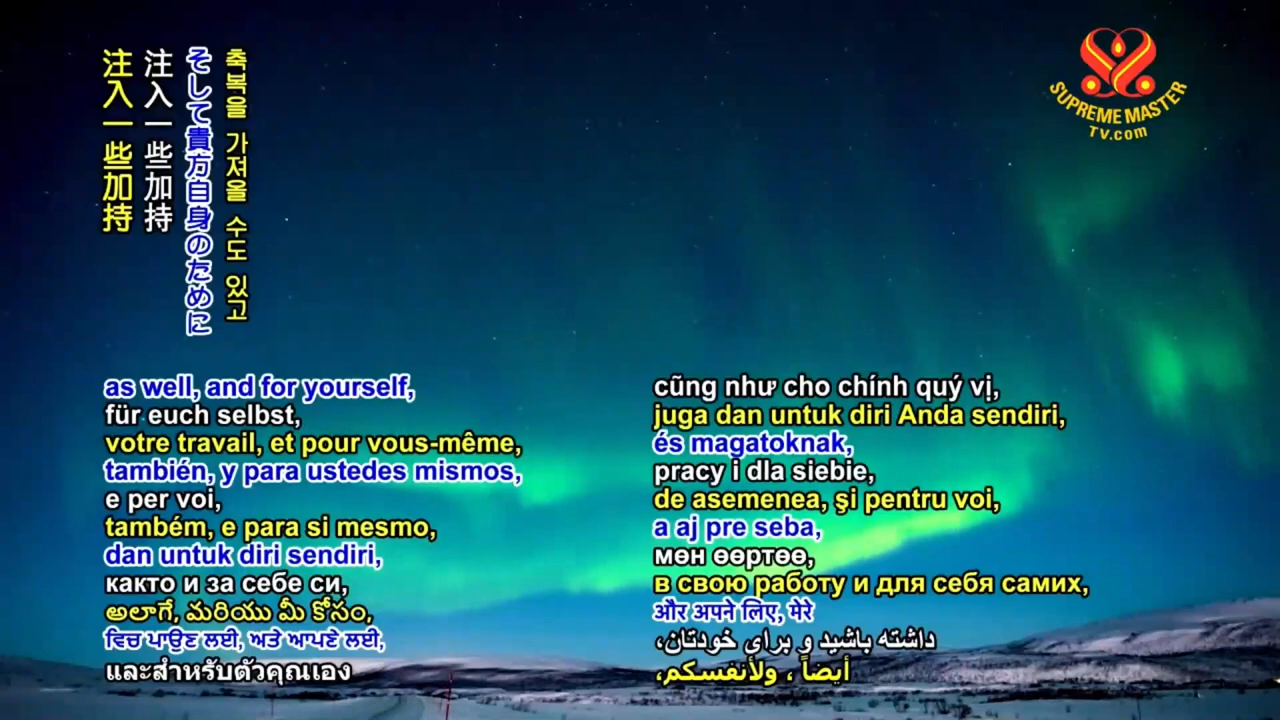 注入一些加持
注入一些加持
そして貴方自身のために
축복을 가져올 수도 있고
SUPREME MASTER
TV.com
as well, and for yourself,
für euch selbst,
votre travail, et pour vous-même,
también, y para ustedes mismos,
e per voi,
também, e para si mesmo,
dan untuk diri sendiri,
както и за себе си,
అలాగే, మరియు మీ కోసం,
ਵਿਚ ਪਾਉਣ ਲਈ, ਅਤੇ ਆਪਣੇ ਲਈ,
และสำหรับตัวคุณเอง
cũng như cho chính quý vị,
juga dan untuk diri Anda sendiri,
és magatoknak,
pracy i dla siebie,
de asemenea, şi pentru voi,
a aj pre seba,
мөн өөртөө,
в свою работу и для себя самих,
और अपने लिए, मेरे
داشته باشید و برای خودتان،
أيضاً ، ولأنفسكم،